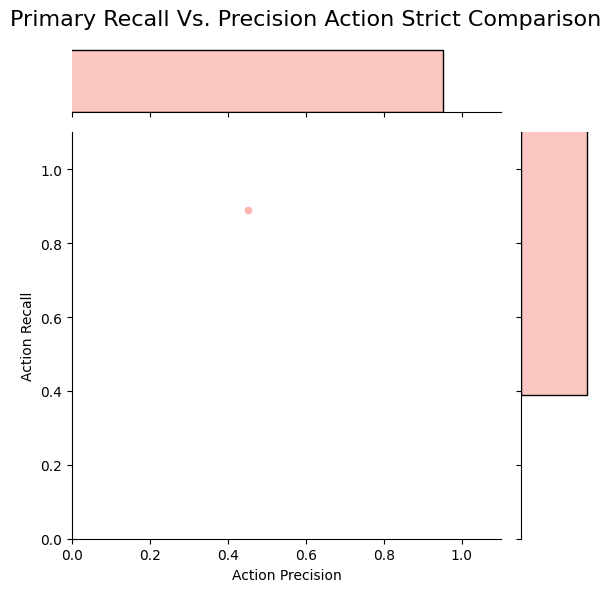 Primary Recall Vs. Precision Action Strict Comparison
1.0
0.8
0.6
0.4
0.2
0.0
Action Recall
0.0 0.2 0.4 0.6 0.8 1.0
Action Precision